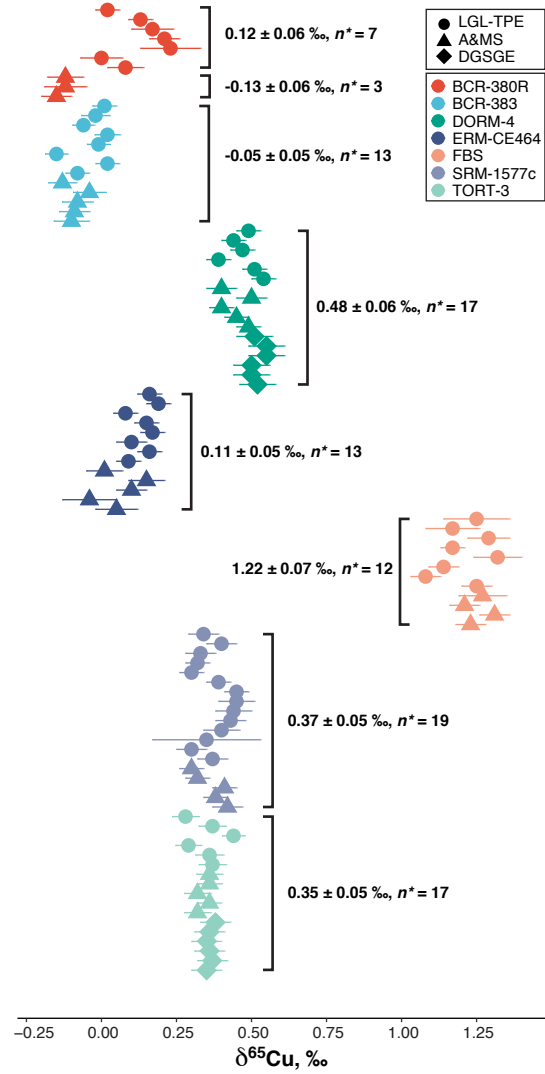 LGL-TPE
A&MS
DGSGE
BCR-380R
BCR-383
DORM-4
ERM-CE464
FBS
SRM-1577c
TORT-3
0.12 ± 0.06 ‰, n* = 7
-0.13 ± 0.06 ‰, n* = 3
-0.05 ± 0.05 ‰, n* = 13
0.48 ± 0.06 ‰, n* = 17
0.11 ± 0.05 ‰, n* = 13
1.22 ± 0.07 ‰, n* = 12
0.37 ± 0.05 ‰, n* = 19
0.35 ± 0.05 ‰, n* = 17
−0.25 0.00 0.25 0.50 0.75 1.00 1.25
δ⁶⁵Cu, ‰